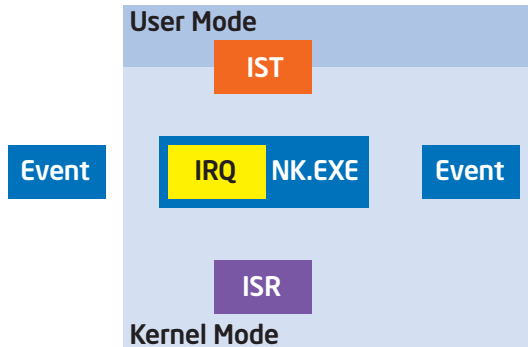 User Mode
IST
Event
IRQ NK.EXE
Event
ISR
Kernel Mode